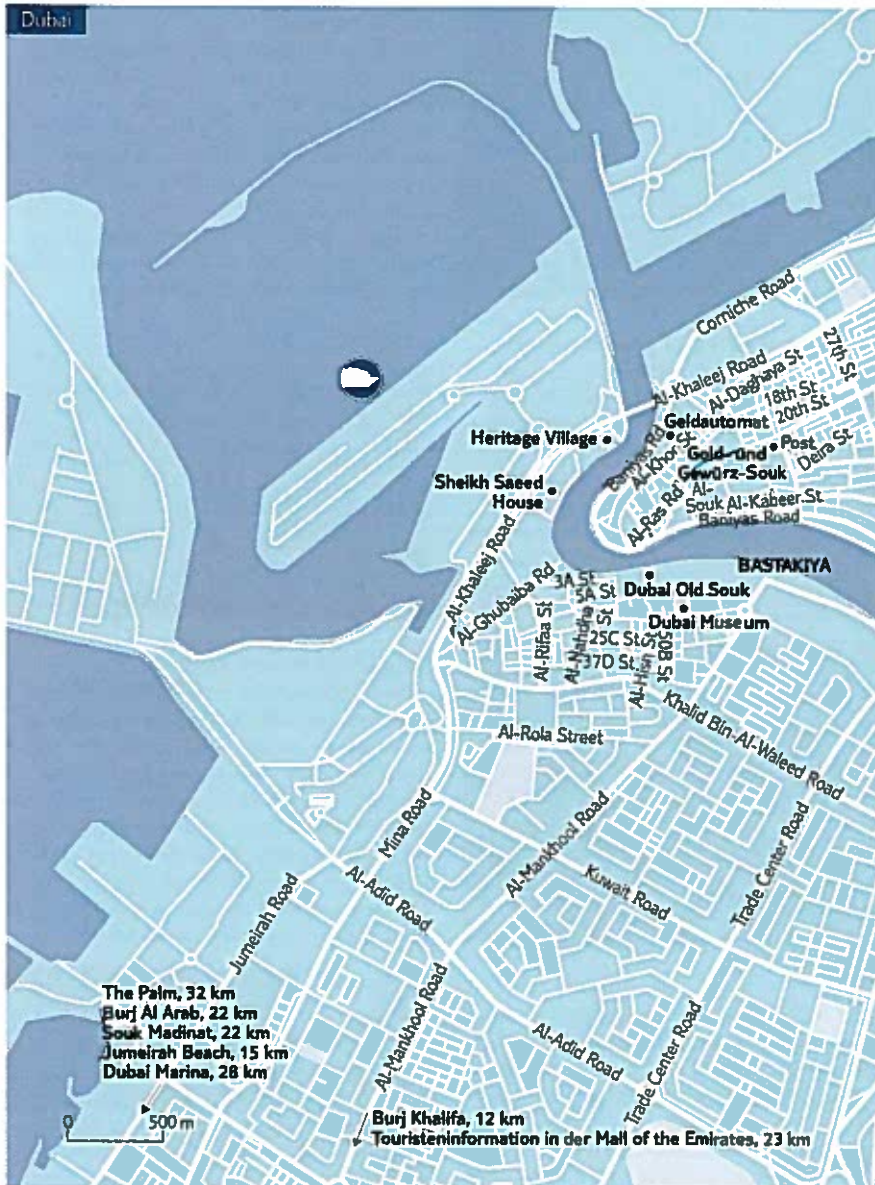 Dubai
Corniche Road
27th St
Al-Khaleej Road
Al-Daghaya St
18th St
20th St
Geldautomat
Heritage Village
Baniyas Rd
Al-Khor St
Post
Gold- und
Gewürz-Souk
Deira St
Sheikh Saeed
House
Al-Ras Rd
Al-
Souk Al-Kabeer St
Baniyas Road
Al-Khaleej Road
BASTAKIYA
Al-Ghubaiba Rd
3A St
5A St
Dubai Old Souk
Dubai Museum
Al-Rifaa St
Al-Nahdha St
25C St
37D St.
Al-Hisn St
50B St
Khalid Bin-Al-Waleed Road
Al-Rola Street
Mina Road
Al-Mankhool Road
Kuwait Road
Trade Center Road
Al-Adid Road
Jumeirah Road
The Palm, 32 km
Burj Al Arab, 22 km
Souk Madinat, 22 km
Jumeirah Beach, 15 km
Dubai Marina, 28 km
Al-Mankhool Road
Al-Adid Road
Trade Center Road
0 500 m
Burj Khalifa, 12 km
Touristeninformation in der Mall of the Emirates, 23 km